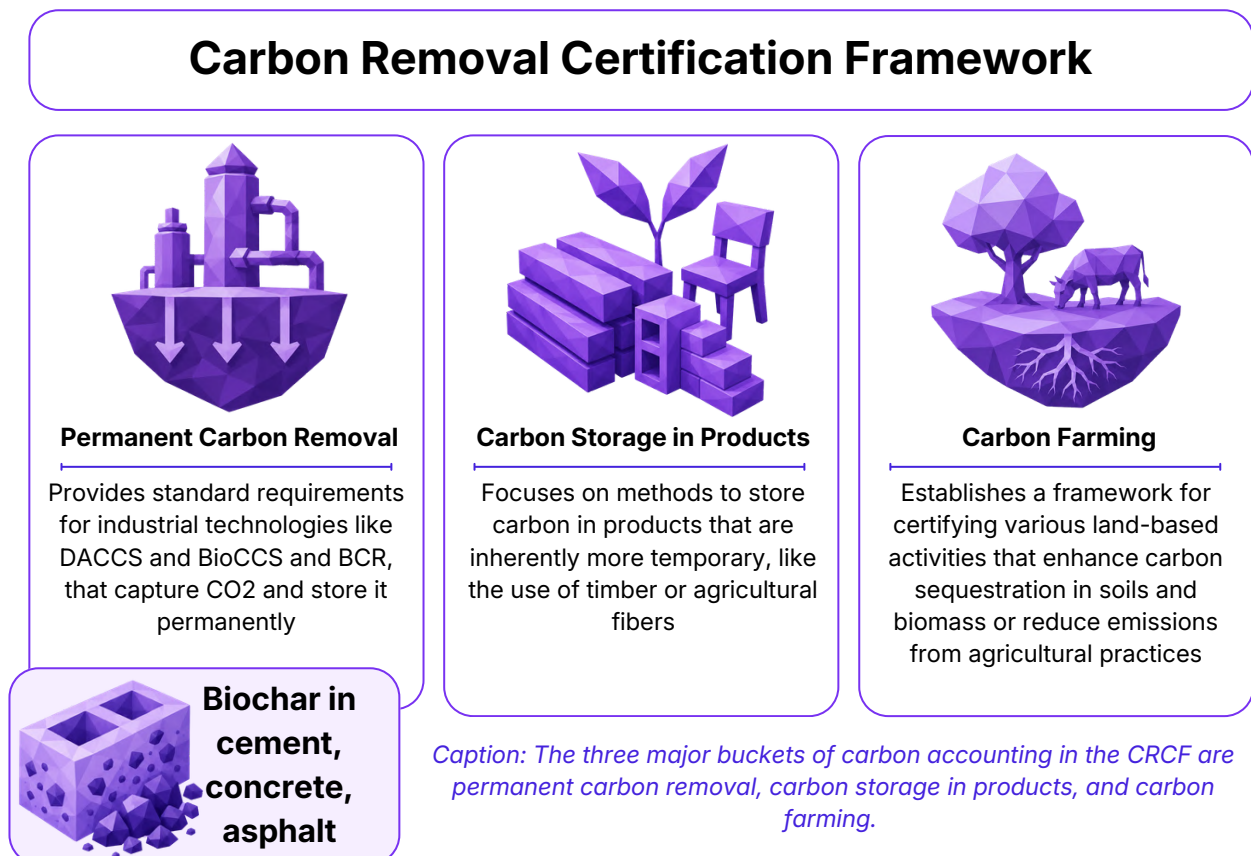 Carbon Removal Certification Framework
Permanent Carbon Removal
Provides standard requirements
for industrial technologies like
DACCS and BioCCS and BCR,
that capture CO2 and store it
permanently
Carbon Storage in Products
Focuses on methods to store
carbon in products that are
inherently more temporary, like
the use of timber or agricultural
fibers
Carbon Farming
Establishes a framework for
certifying various land-based
activities that enhance carbon
sequestration in soils and
biomass or reduce emissions
from agricultural practices
Biochar in
cement,
concrete,
asphalt
Caption: The three major buckets of carbon accounting in the CRCF are
permanent carbon removal, carbon storage in products, and carbon
farming.